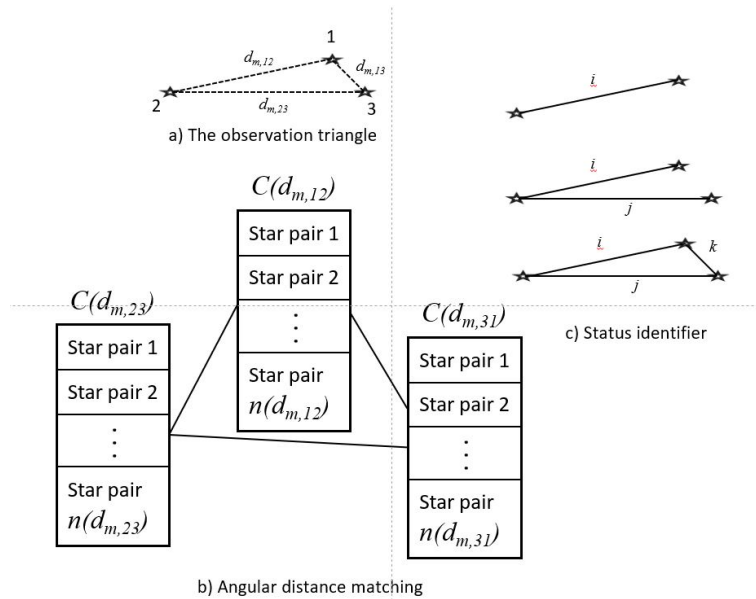 1
d_{m,12}
d_{m,13}
2
d_{m,23}
3
a) The observation triangle
C(d_{m,12})
Star pair 1
Star pair 2
⋮
Star pair
n(d_{m,12})
C(d_{m,23})
Star pair 1
Star pair 2
⋮
Star pair
n(d_{m,23})
C(d_{m,31})
Star pair 1
Star pair 2
⋮
Star pair
n(d_{m,31})
b) Angular distance matching
i
i
j
i
k
j
c) Status identifier